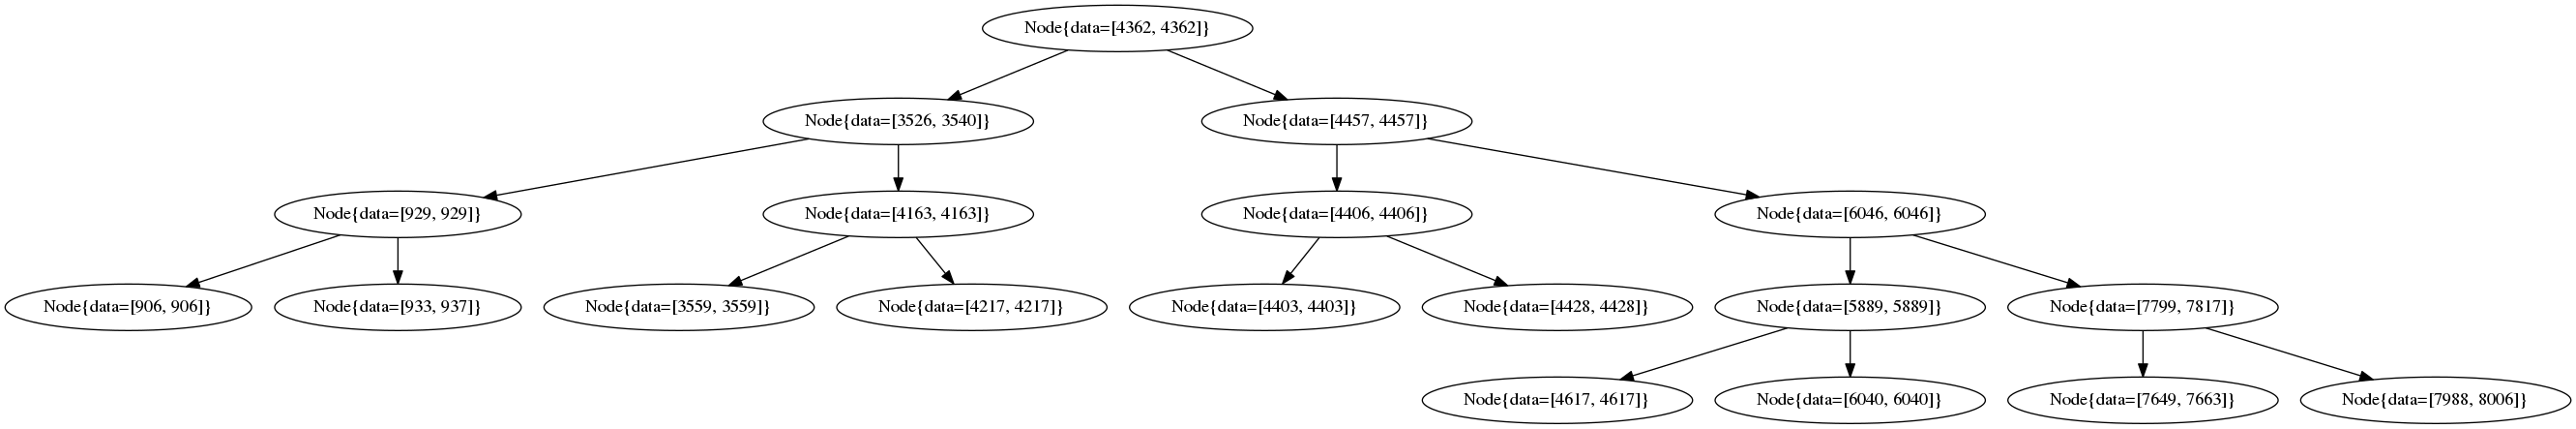 Node{data=[4362, 4362]}
Node{data=[3526, 3540]}
Node{data=[4457, 4457]}
Node{data=[929, 929]}
Node{data=[4163, 4163]}
Node{data=[4406, 4406]}
Node{data=[6046, 6046]}
Node{data=[906, 906]}
Node{data=[933, 937]}
Node{data=[3559, 3559]}
Node{data=[4217, 4217]}
Node{data=[4403, 4403]}
Node{data=[4428, 4428]}
Node{data=[5889, 5889]}
Node{data=[7799, 7817]}
Node{data=[4617, 4617]}
Node{data=[6040, 6040]}
Node{data=[7649, 7663]}
Node{data=[7988, 8006]}